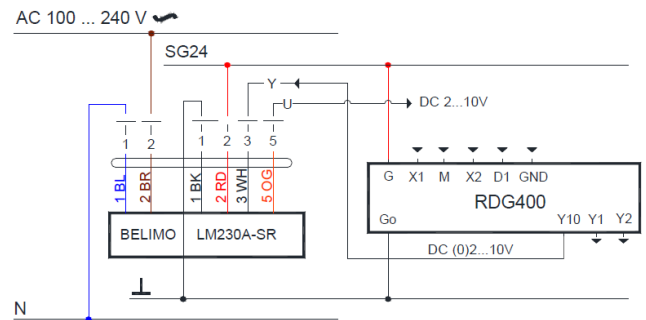 AC 100 ... 240 V
SG24
Y
U
DC 2...10V
1 2 1 2 3 5
1 BL 2 BR 1 BK 2 RD 3 WH 5 OG
G X1 M X2 D1 GND
RDG400
Go Y10 Y1 Y2
BELIMO LM230A-SR
DC (0)2...10V
N